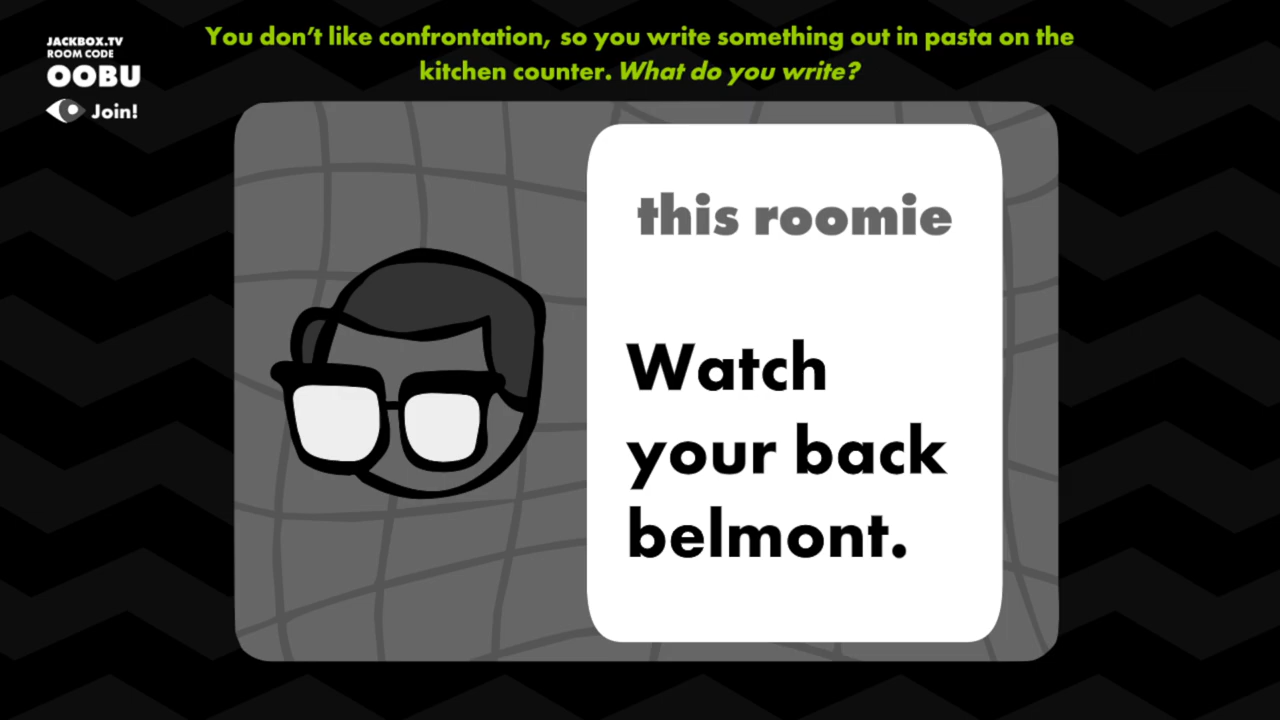 JACKBOX.TV
ROOM CODE
OOBU
Join!
You don't like confrontation, so you write something out in pasta on the
kitchen counter. What do you write?
this roomie
Watch
your back
belmont.